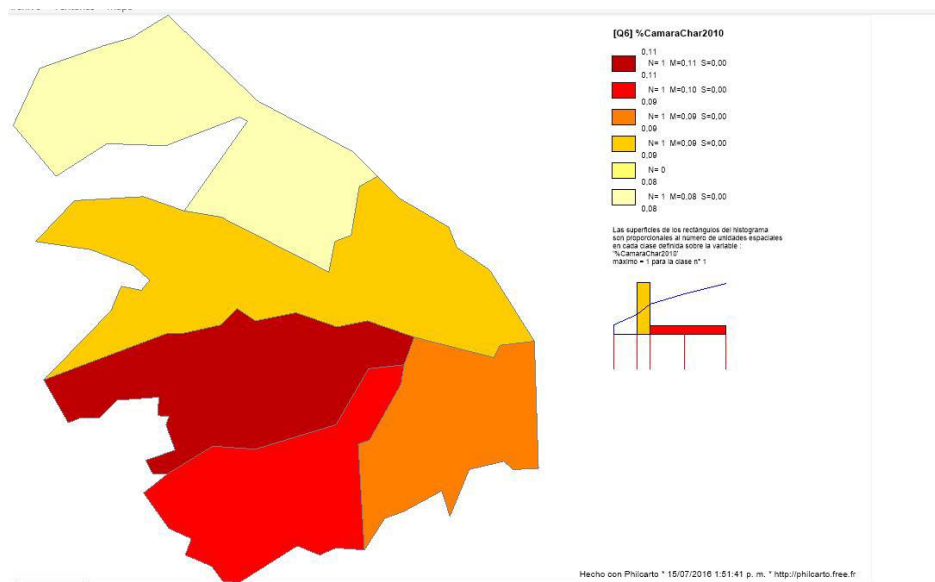 [Q6] %CamaraChar2010
0,11
N= 1 M=0,11 S=0,00
0,11
N= 1 M=0,10 S=0,00
0,09
N= 1 M=0,09 S=0,00
0,09
N= 1 M=0,09 S=0,00
0,09
N= 0
0,08
N= 1 M=0,08 S=0,00
0,08
Las superficies de los rectángulos del histograma
son proporcionales al número de unidades espaciales
en cada clase definida sobre la variable :
'%CamaraChar2010'
máximo = 1 para la clase n° 1
Hecho con Philcarto * 15/07/2016 1:51:41 p. m. * http://philcarto.free.fr